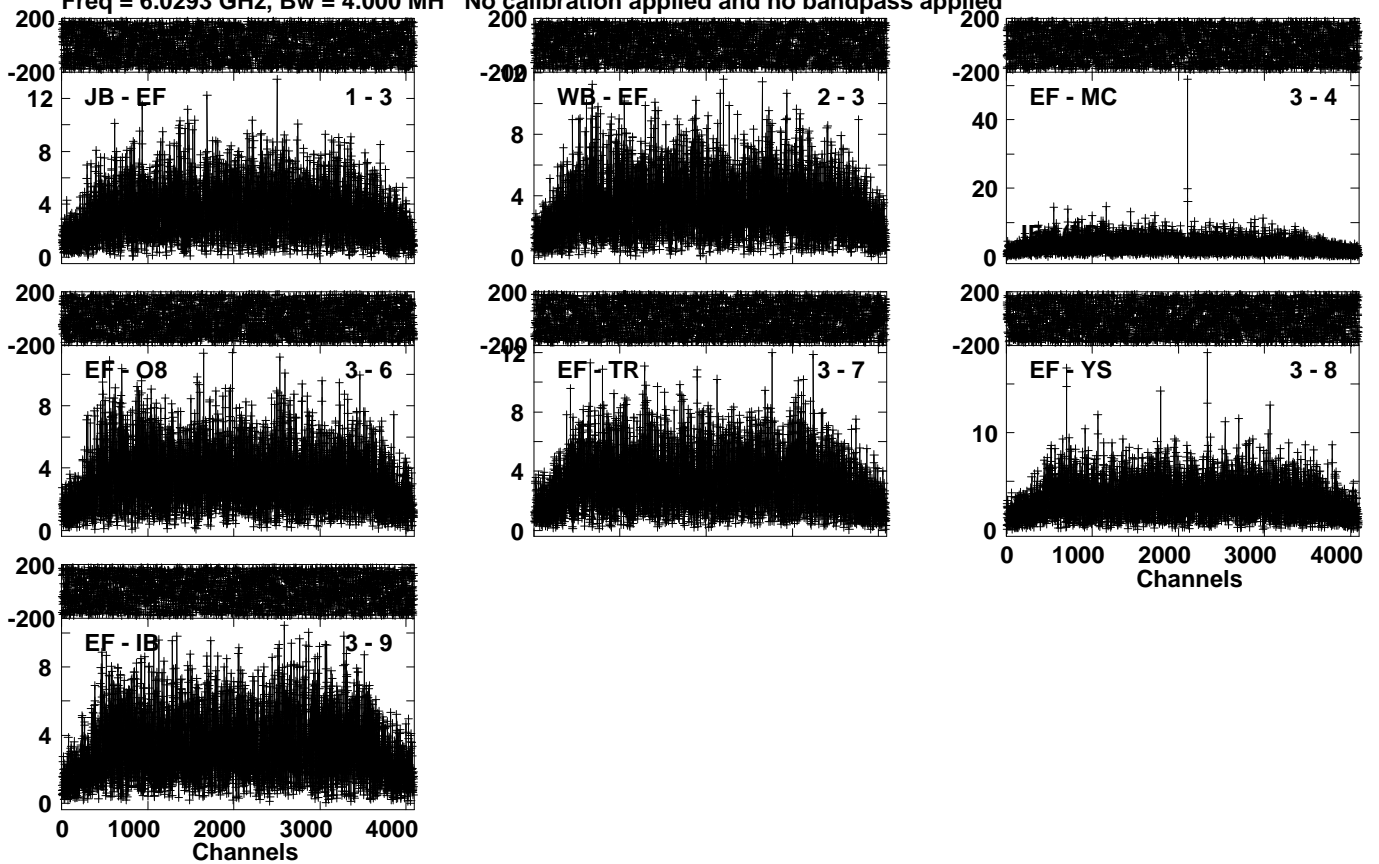 Freq = 6.0293 GHz, Bw = 4.000 MH No calibration applied and no bandpass applied
200 200 200
-200 -200 -200
JB - EF 1 - 3 WB - EF 2 - 3 EF - MC 3 - 4
12 12 40
8 8 20
4 4 IF
0 0 0
200 200 200
-200 -200 -200
EF - O8 3 - 6 EF - TR 3 - 7 EF - YS 3 - 8
8 12 10
4 8
0 4 0
0
0 1000 2000 3000 4000
Channels
200
-200
EF - IB 3 - 9
8
4
0
0 1000 2000 3000 4000
Channels